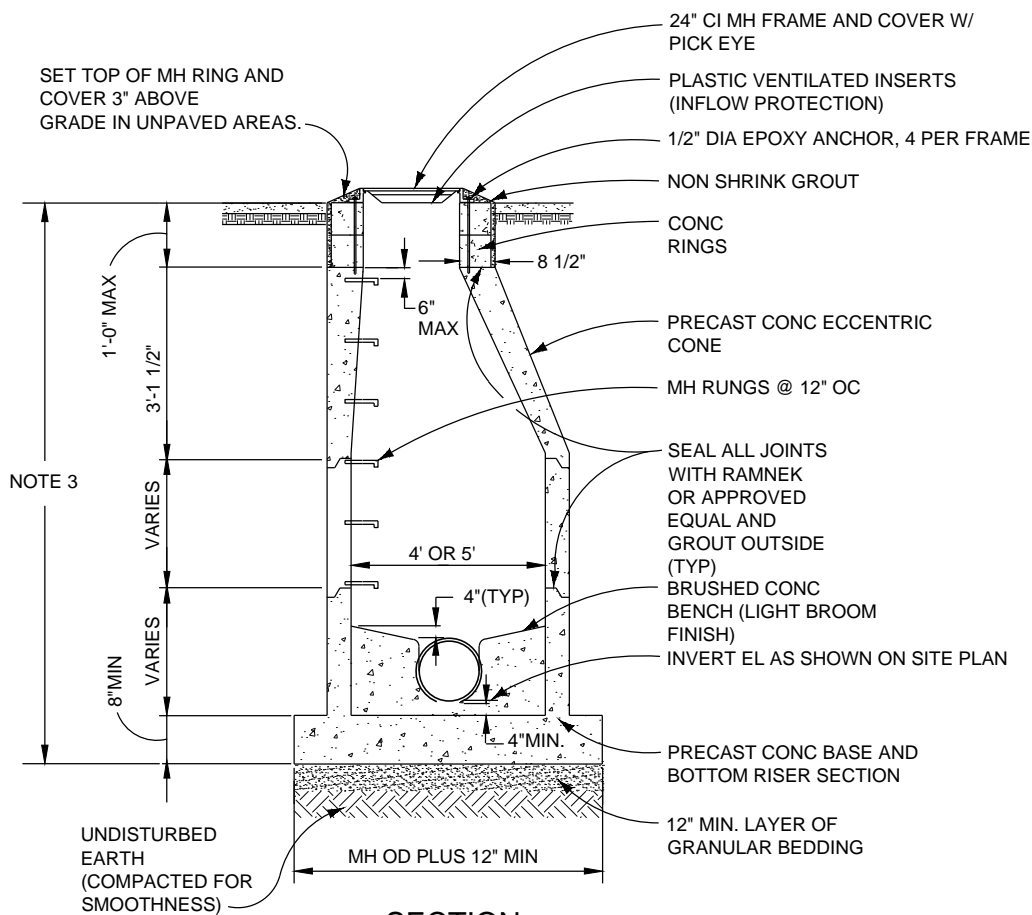 24" CI MH FRAME AND COVER W/
PICK EYE
SET TOP OF MH RING AND
COVER 3" ABOVE
GRADE IN UNPAVED AREAS.
PLASTIC VENTILATED INSERTS
(INFLOW PROTECTION)
1/2" DIA EPOXY ANCHOR, 4 PER FRAME
NON SHRINK GROUT
CONC
RINGS
8 1/2"
6"
MAX
1'-0" MAX
PRECAST CONC ECCENTRIC
CONE
3'-1 1/2"
MH RUNGS @ 12" OC
NOTE 3
SEAL ALL JOINTS
WITH RAMNEK
OR APPROVED
EQUAL AND
GROUT OUTSIDE
(TYP)
VARIES
4' OR 5'
4"(TYP)
BRUSHED CONC
BENCH (LIGHT BROOM
FINISH)
VARIES
INVERT EL AS SHOWN ON SITE PLAN
8"MIN
4"MIN.
PRECAST CONC BASE AND
BOTTOM RISER SECTION
12" MIN. LAYER OF
GRANULAR BEDDING
UNDISTURBED
EARTH
(COMPACTED FOR
SMOOTHNESS)
MH OD PLUS 12" MIN
SECTION